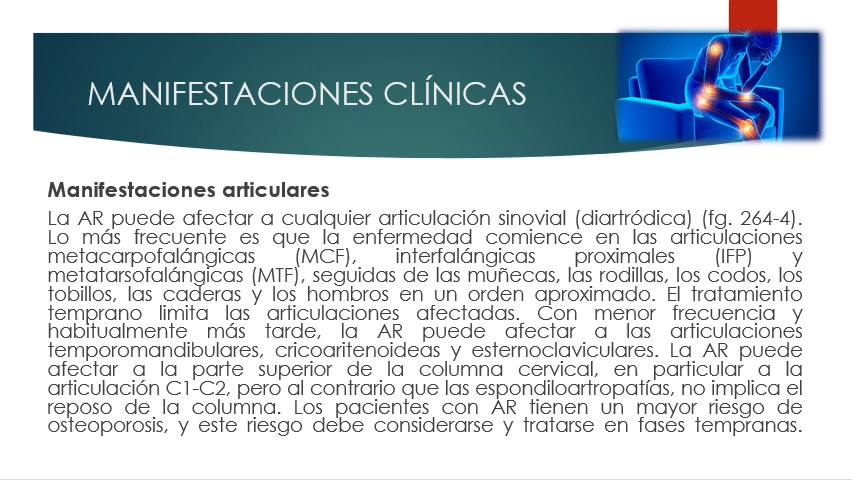 MANIFESTACIONES CLÍNICAS
Manifestaciones articulares
La AR puede afectar a cualquier articulación sinovial (diartródica) (fg. 264-4).
Lo más frecuente es que la enfermedad comience en las articulaciones
metacarpofalángicas (MCF), interfalángicas proximales (IFP) y
metatarsofalángicas (MTF), seguidas de las muñecas, las rodillas, los codos, los
tobillos, las caderas y los hombros en un orden aproximado. El tratamiento
temprano limita las articulaciones afectadas. Con menor frecuencia y
habitualmente más tarde, la AR puede afectar a las articulaciones
temporomandibulares, cricoaritenoideas y esternoclaviculares. La AR puede
afectar a la parte superior de la columna cervical, en particular a la
articulación C1-C2, pero al contrario que las espondiloartropatías, no implica el
reposo de la columna. Los pacientes con AR tienen un mayor riesgo de
osteoporosis, y este riesgo debe considerarse y tratarse en fases tempranas.